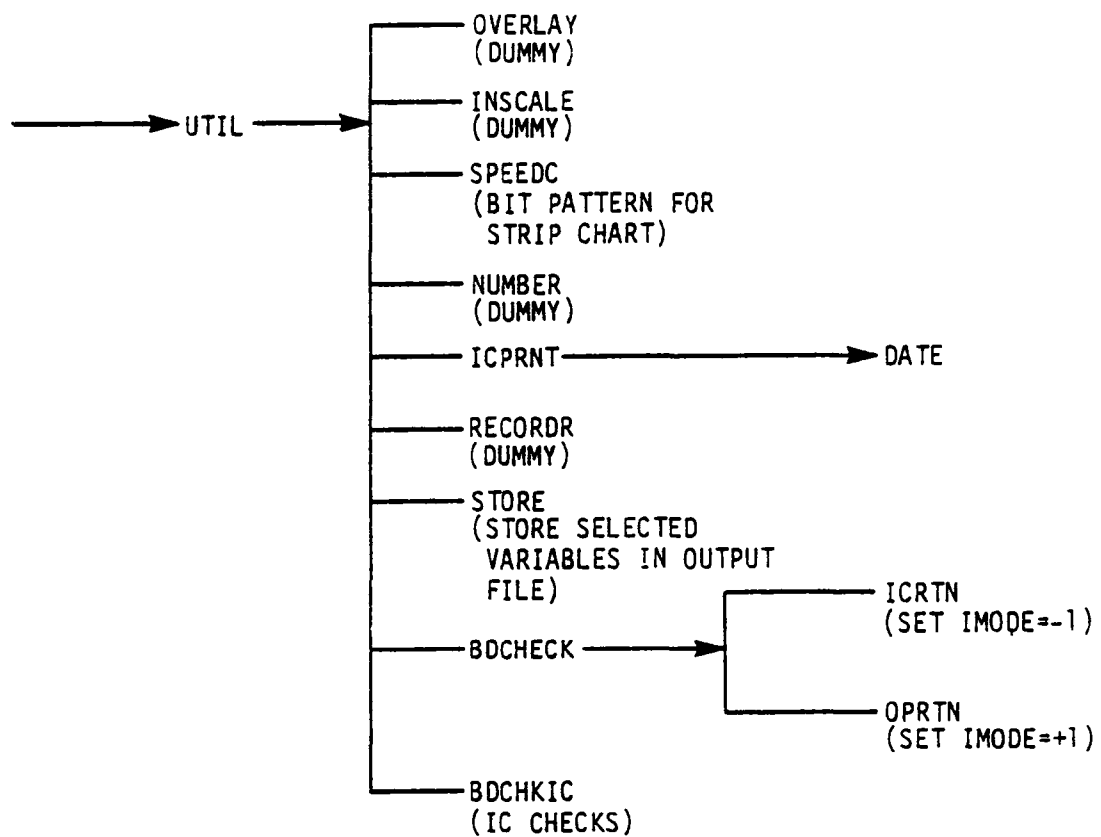 OVERLAY
(DUMMY)
INSCALE
(DUMMY)
UTIL
SPEEDC
(BIT PATTERN FOR
STRIP CHART)
NUMBER
(DUMMY)
ICPRNT
DATE
RECORDR
(DUMMY)
STORE
(STORE SELECTED
VARIABLES IN OUTPUT
FILE)
BDCHECK
ICRTN
(SET IMODE=-1)
OPRTN
(SET IMODE=+1)
BDCHKIC
(IC CHECKS)